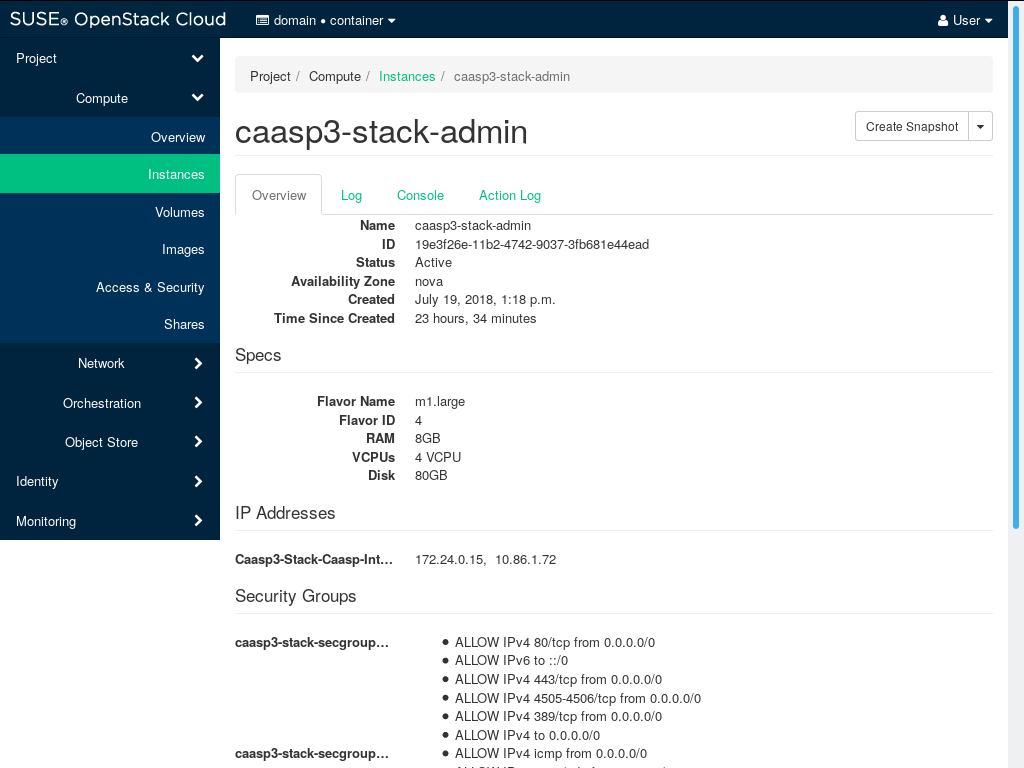 SUSE® OpenStack Cloud
domain • container
User
Project
Compute
Overview
Instances
Volumes
Images
Access & Security
Shares
Network
Orchestration
Object Store
Identity
Monitoring
Project / Compute / Instances / caasp3-stack-admin
caasp3-stack-admin
Create Snapshot
Overview Log Console Action Log
Name caasp3-stack-admin
ID 19e3f26e-11b2-4742-9037-3fb681e44ead
Status Active
Availability Zone nova
Created July 19, 2018, 1:18 p.m.
Time Since Created 23 hours, 34 minutes
Specs
Flavor Name m1.large
Flavor ID 4
RAM 8GB
VCPUs 4 VCPU
Disk 80GB
IP Addresses
Caasp3-Stack-Caasp-Int... 172.24.0.15, 10.86.1.72
Security Groups
caasp3-stack-secgroup... • ALLOW IPv4 80/tcp from 0.0.0.0/0
• ALLOW IPv6 to ::/0
• ALLOW IPv4 443/tcp from 0.0.0.0/0
• ALLOW IPv4 4505-4506/tcp from 0.0.0.0/0
• ALLOW IPv4 389/tcp from 0.0.0.0/0
• ALLOW IPv4 to 0.0.0.0/0
caasp3-stack-secgroup... • ALLOW IPv4 icmp from 0.0.0.0/0